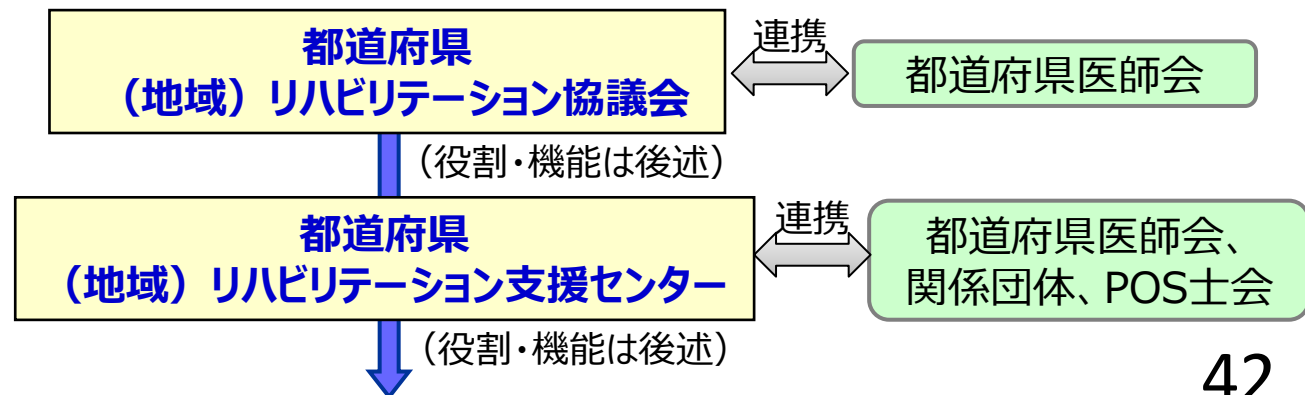 都道府県
（地域）リハビリテーション協議会
連携
都道府県医師会
（役割・機能は後述）
都道府県
（地域）リハビリテーション支援センター
連携
都道府県医師会、
関係団体、POS士会
（役割・機能は後述）
42